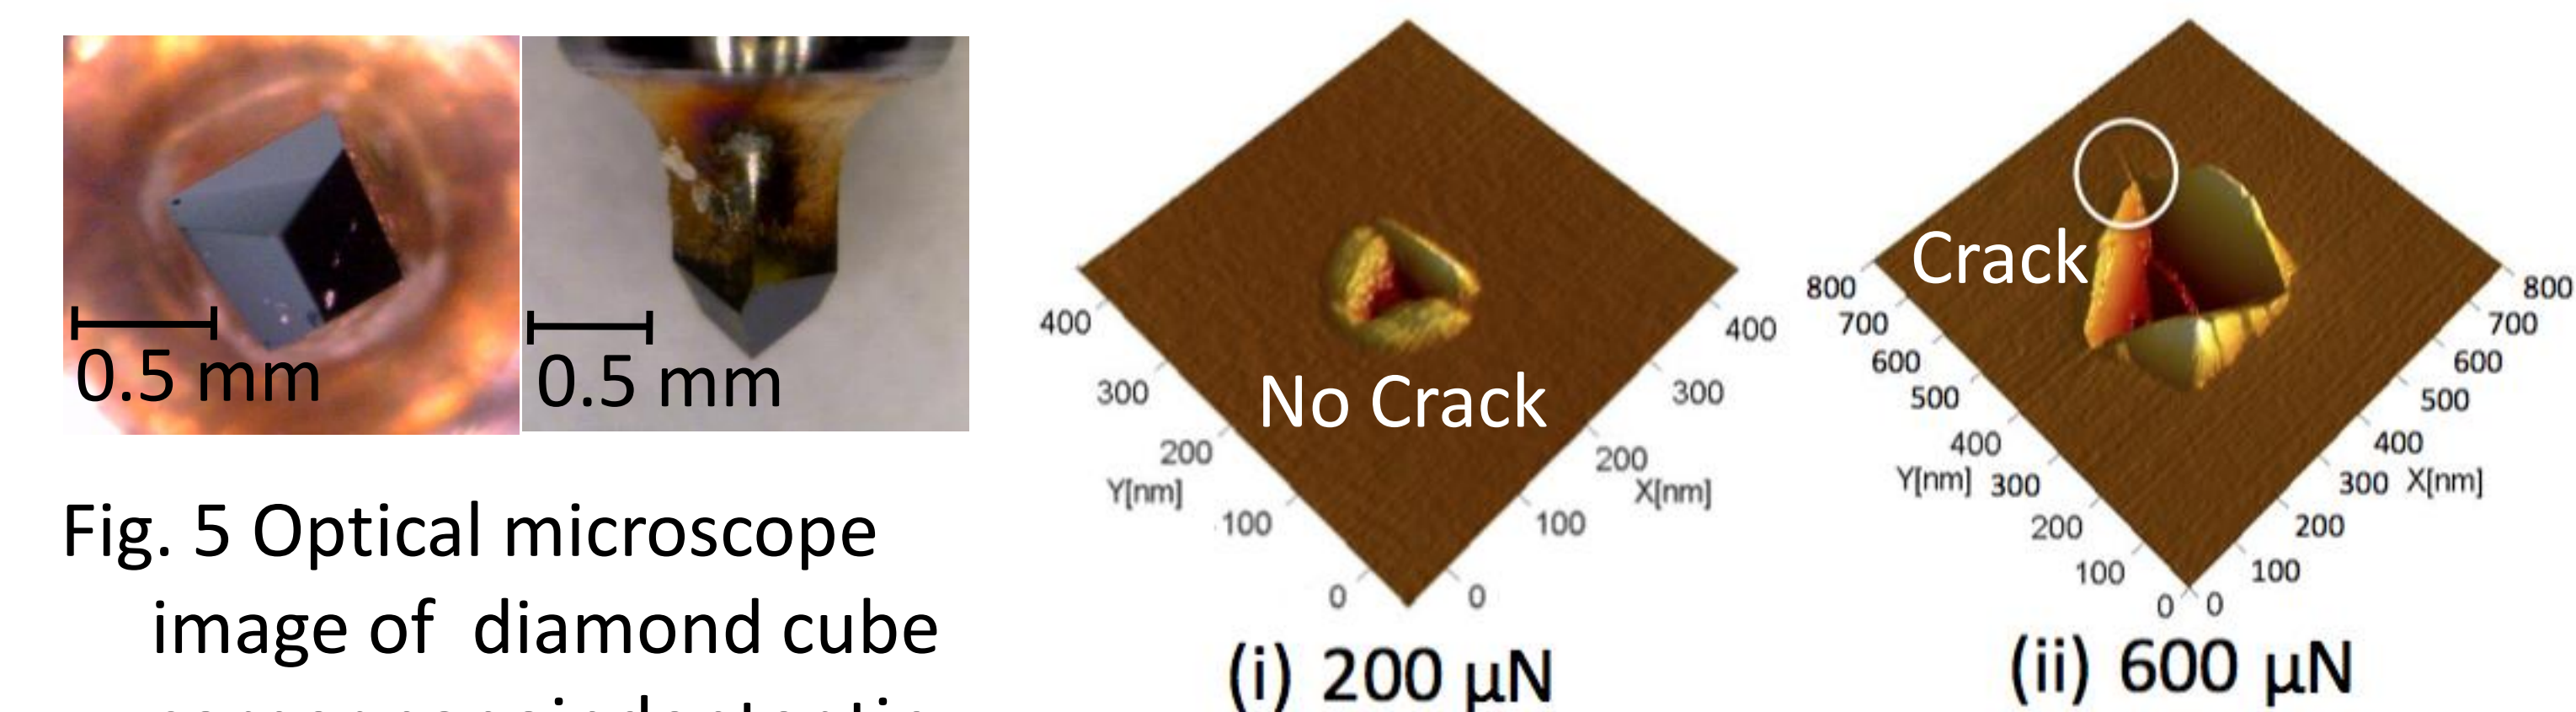 0.5 mm
0.5 mm
Fig. 5 Optical microscope
image of diamond cube
No Crack
400
300
200
Y[nm]
100
0
400
300
200
X[nm]
100
0
(i) 200 µN
Crack
800
700
600
500
400
Y[nm] 300
200
100
0
800
700
600
500
400
300 X[nm]
200
100
0
(ii) 600 µN